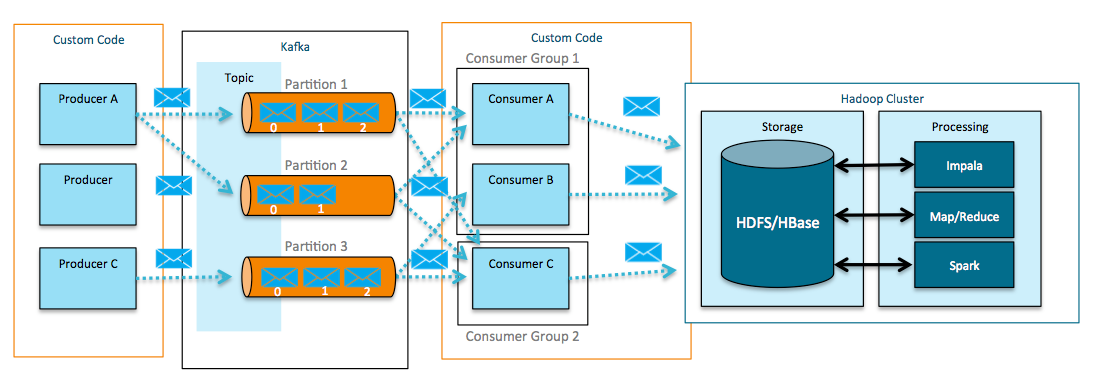 Custom Code
Producer A
Producer
Producer C
Kafka
Topic
Partition 1
0 1 2
Partition 2
0 1
Partition 3
0 1 2
Custom Code
Consumer Group 1
Consumer A
Consumer B
Consumer C
Consumer Group 2
Hadoop Cluster
Storage
HDFS/HBase
Processing
Impala
Map/Reduce
Spark